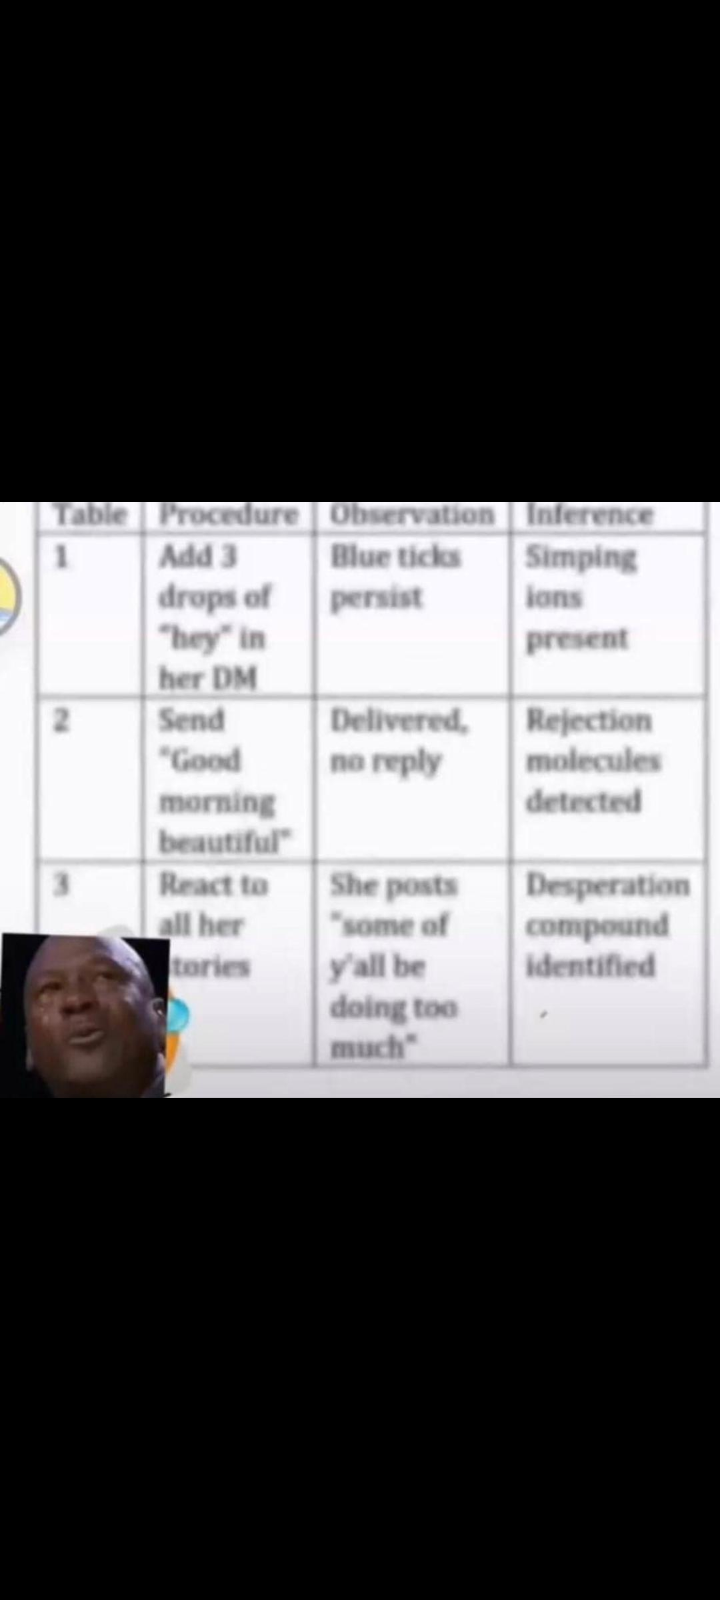 Table Procedure Observation Inference
1 Add 3 drops of "hey" in her DM Blue ticks persist Simping ions present
2 Send "Good morning beautiful" Delivered, no reply Rejection molecules detected
3 React to all her tories She posts "some of y'all be doing too much" Desperation compound identified